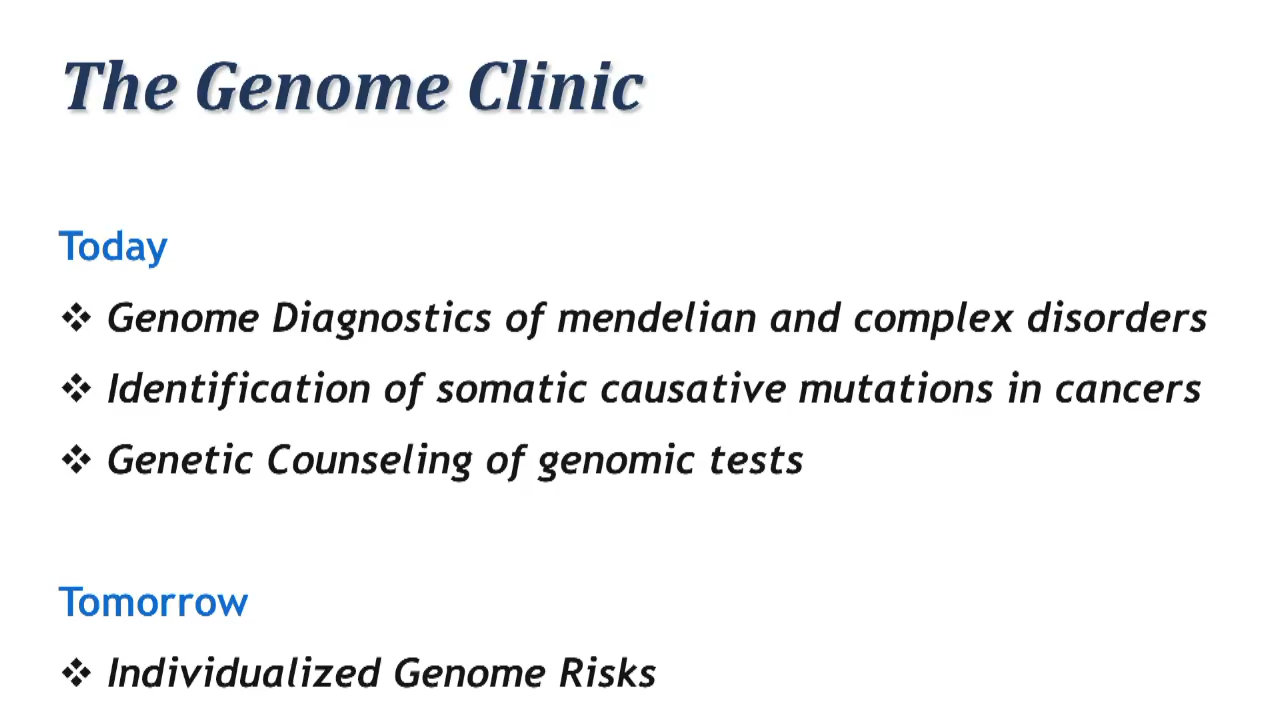 The Genome Clinic
Today
❖ Genome Diagnostics of mendelian and complex disorders
❖ Identification of somatic causative mutations in cancers
❖ Genetic Counseling of genomic tests
Tomorrow
❖ Individualized Genome Risks